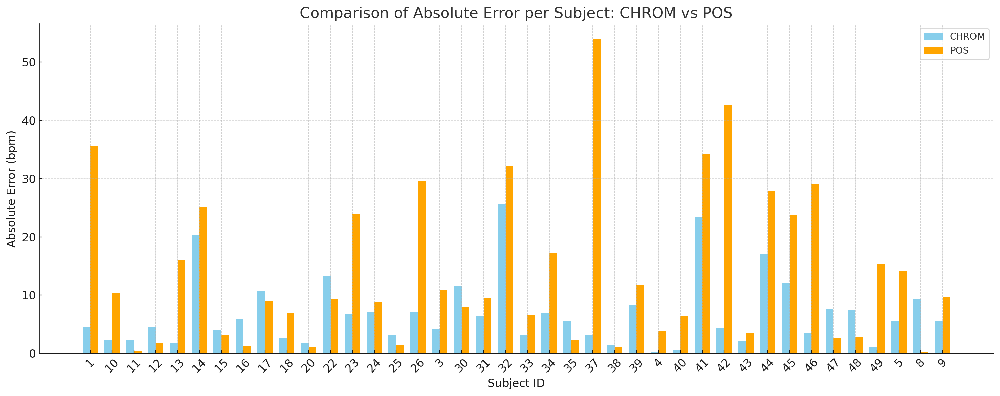 Comparison of Absolute Error per Subject: CHROM vs POS
CHROM
POS
Absolute Error (bpm)
50
40
30
20
10
0
1 10 11 12 13 14 15 16 17 18 20 22 23 24 25 26 3 30 31 32 33 34 35 37 38 39 4 40 41 42 43 44 45 46 47 48 49 5 8 9
Subject ID